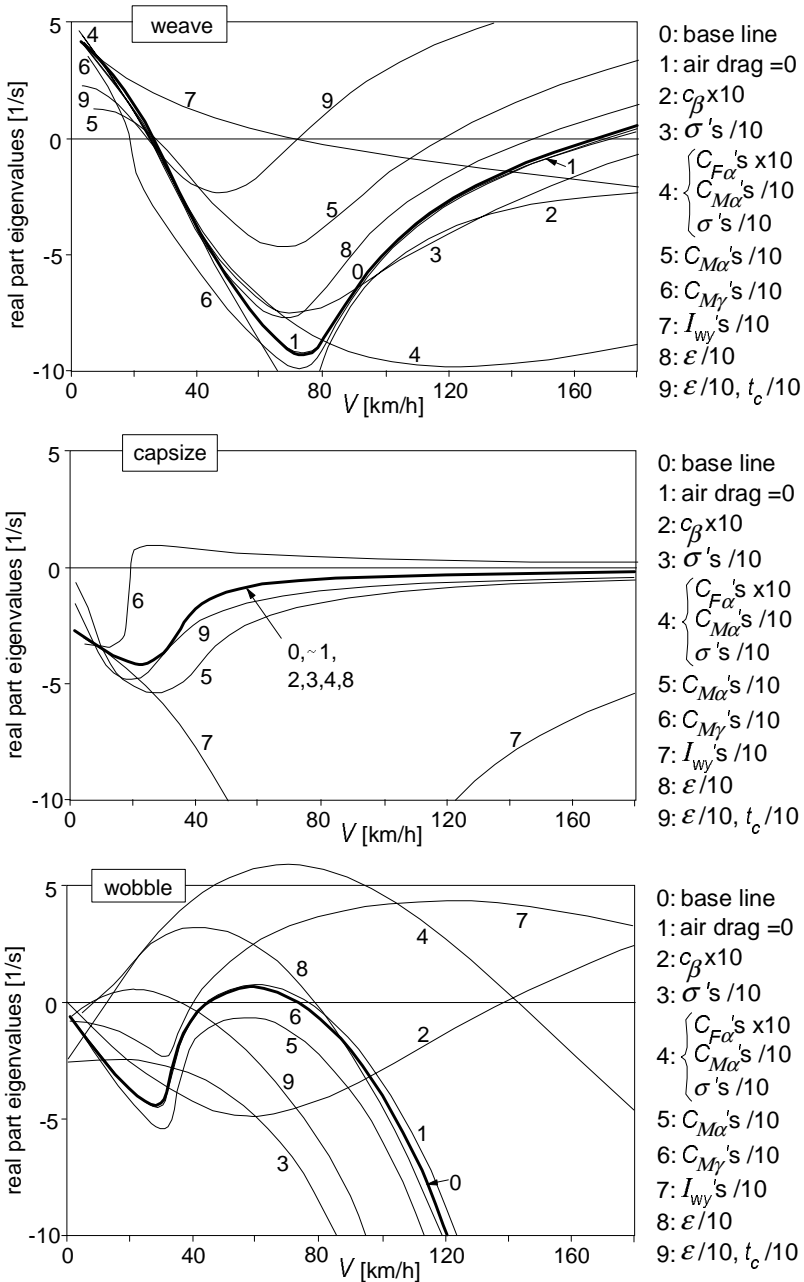 weave
real part eigenvalues [1/s]
5
0
-5
-10
0
40
80
120
160
V [km/h]
4
6
9
5
7
9
5
8
0
6
1
1
2
3
4
0: base line
1: air drag =0
2: cβ x10
3: σ's /10
4: { CFα's x10
CMα's /10
σ's /10
5: CMα's /10
6: CMγ's /10
7: Iwy's /10
8: ε/10
9: ε/10, tc/10
capsize
real part eigenvalues [1/s]
5
0
-5
-10
0
40
80
120
160
V [km/h]
6
9
5
7
7
0,~1,
2,3,4,8
0: base line
1: air drag =0
2: cβ x10
3: σ's /10
4: { CFα's x10
CMα's /10
σ's /10
5: CMα's /10
6: CMγ's /10
7: Iwy's /10
8: ε/10
9: ε/10, tc/10
wobble
real part eigenvalues [1/s]
5
0
-5
-10
0
40
80
120
160
V [km/h]
8
4
7
6
5
2
9
3
1
0
0: base line
1: air drag =0
2: cβ x10
3: σ's /10
4: { CFα's x10
CMα's /10
σ's /10
5: CMα's /10
6: CMγ's /10
7: Iwy's /10
8: ε/10
9: ε/10, tc/10